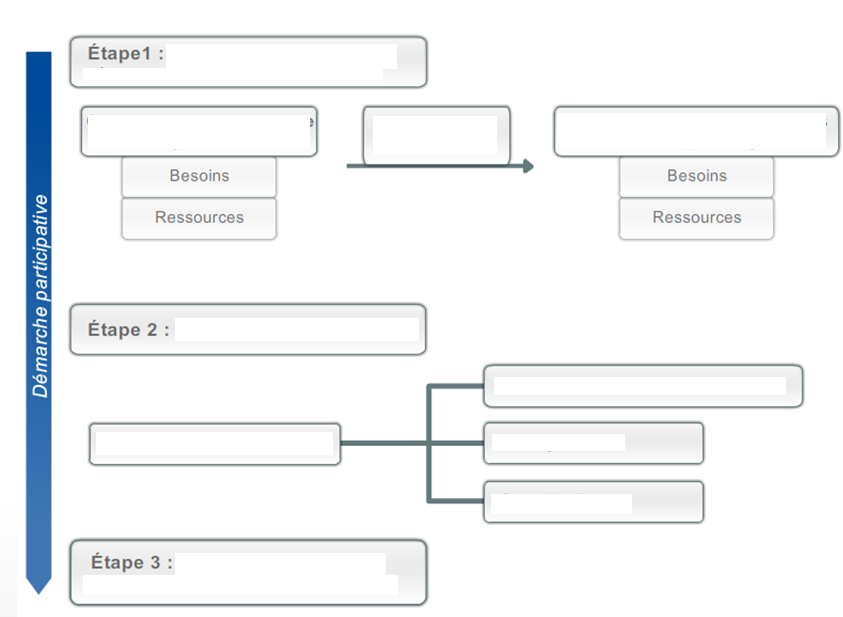 Étape1 :
Besoins
Ressources
Besoins
Ressources
Démarche participative
Étape 2 :
Étape 3 :